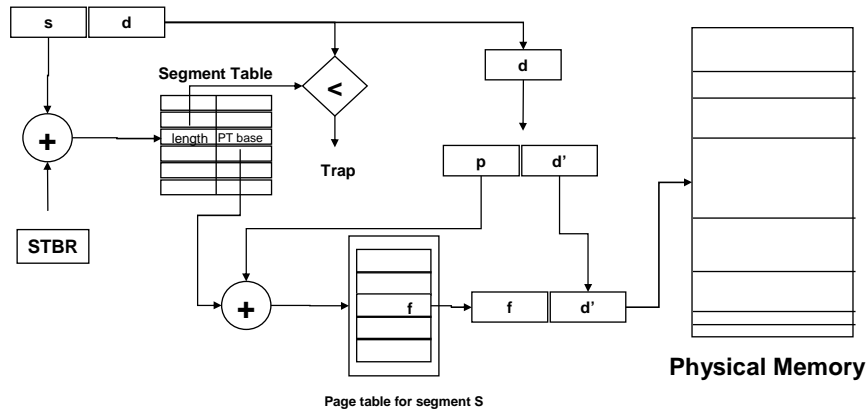 s d
Segment Table
<
d
+
length PT base
Trap
p d’
STBR
+
f
f d’
Physical Memory
Page table for segment S